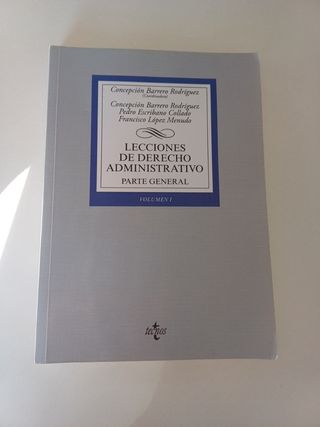 Concepción Barrero Rodríguez
(Coordinadora)
Concepción Barrero Rodríguez
Pedro Escribano Collado
Francisco López Menudo
LECCIONES
DE DERECHO
ADMINISTRATIVO
PARTE GENERAL
VOLUMEN I
tecnos